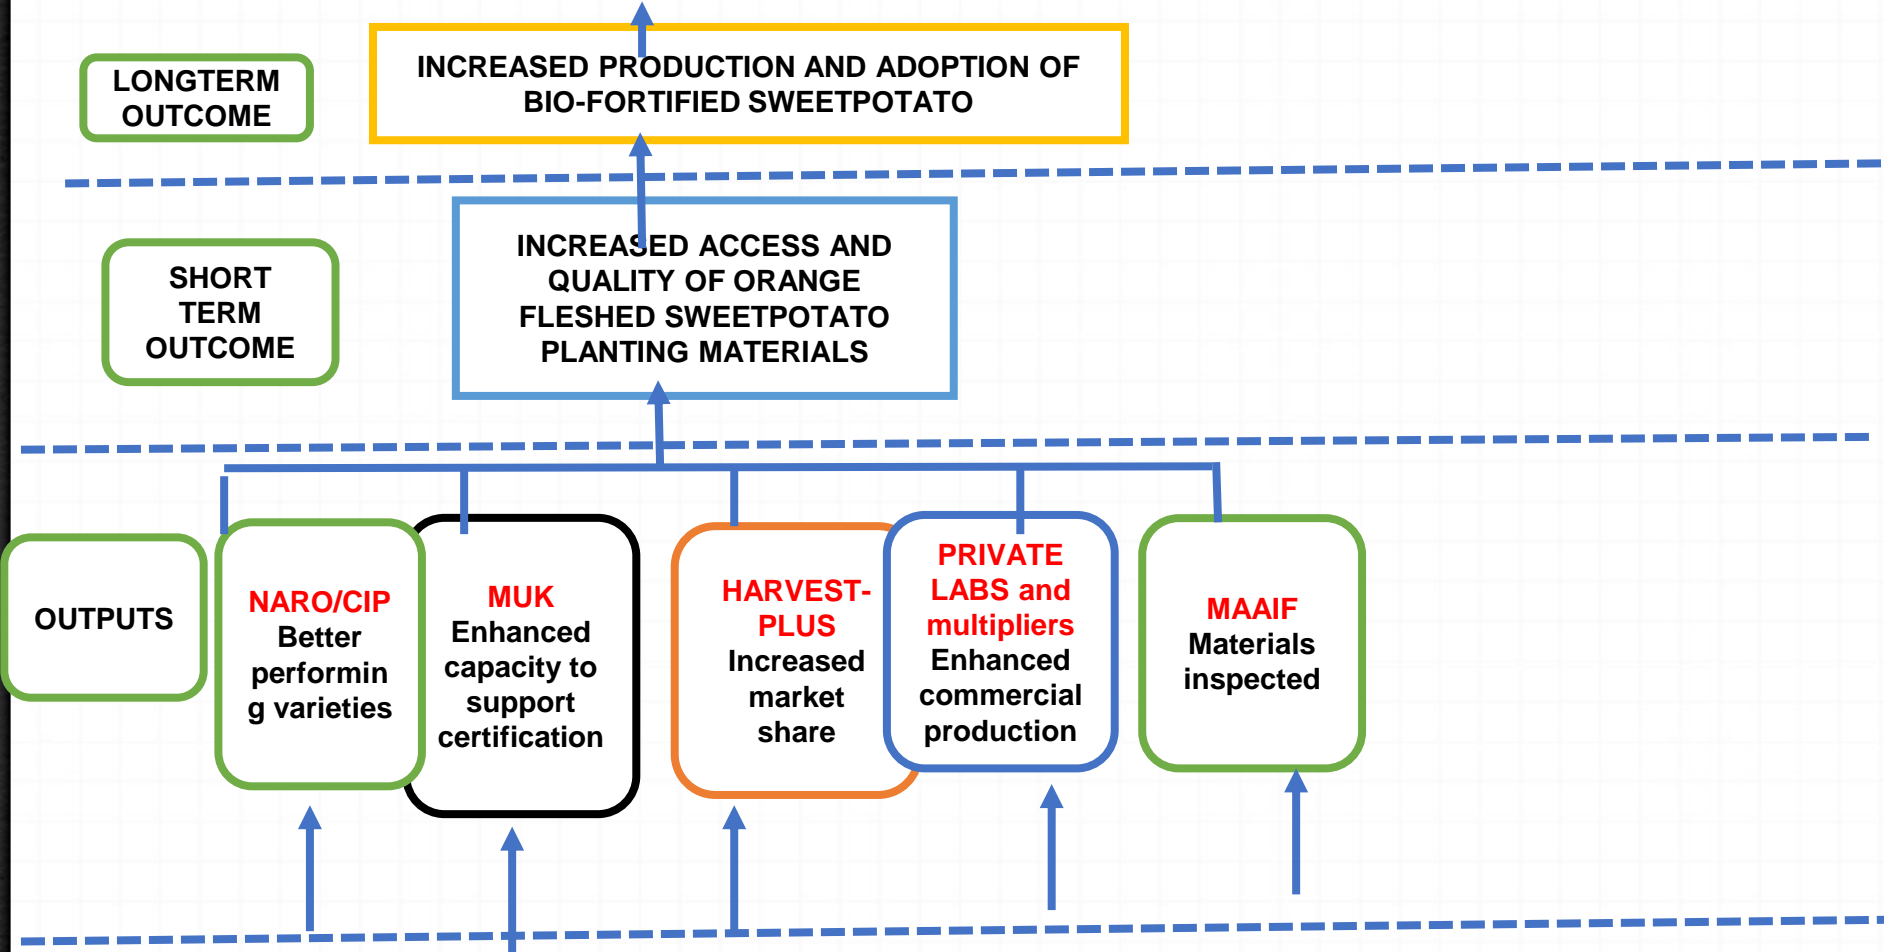 LONGTERM
OUTCOME
INCREASED PRODUCTION AND ADOPTION OF
BIO-FORTIFIED SWEETPOTATO
SHORT
TERM
OUTCOME
INCREASED ACCESS AND
QUALITY OF ORANGE
FLESHED SWEETPOTATO
PLANTING MATERIALS
OUTPUTS
NARO/CIP
Better
performin
g varieties
MUK
Enhanced
capacity to
support
certification
HARVEST-
PLUS
Increased
market
share
PRIVATE
LABS and
multipliers
Enhanced
commercial
production
MAAIF
Materials
inspected